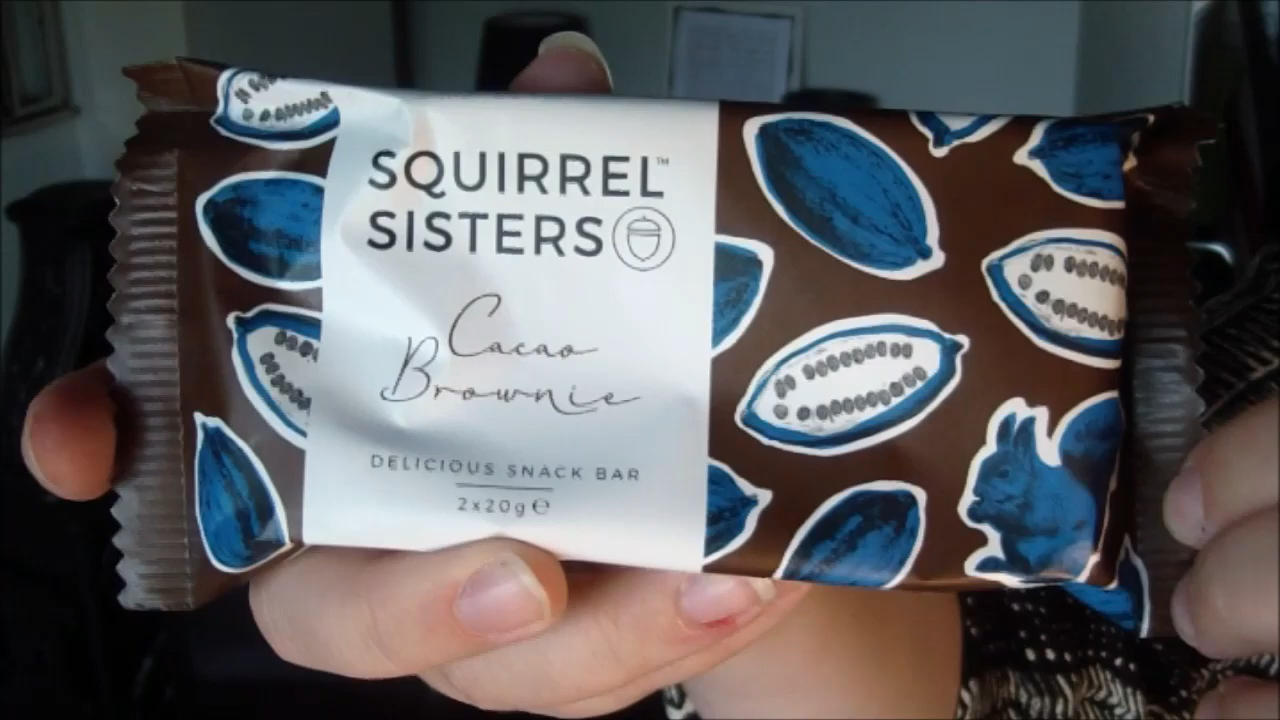 SQUIRREL™
SISTERS
Cacao
Brownie
DELICIOUS SNACK BAR
2x20g℮